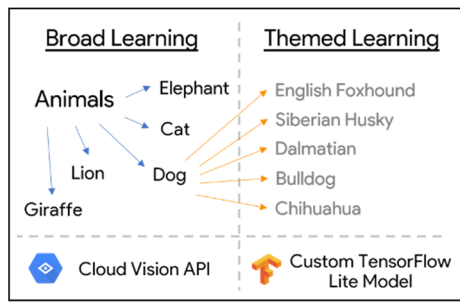 Broad Learning
Animals
Elephant
Cat
Dog
Lion
Giraffe
Cloud Vision API
Themed Learning
English Foxhound
Siberian Husky
Dalmatian
Bulldog
Chihuahua
Custom TensorFlow
Lite Model